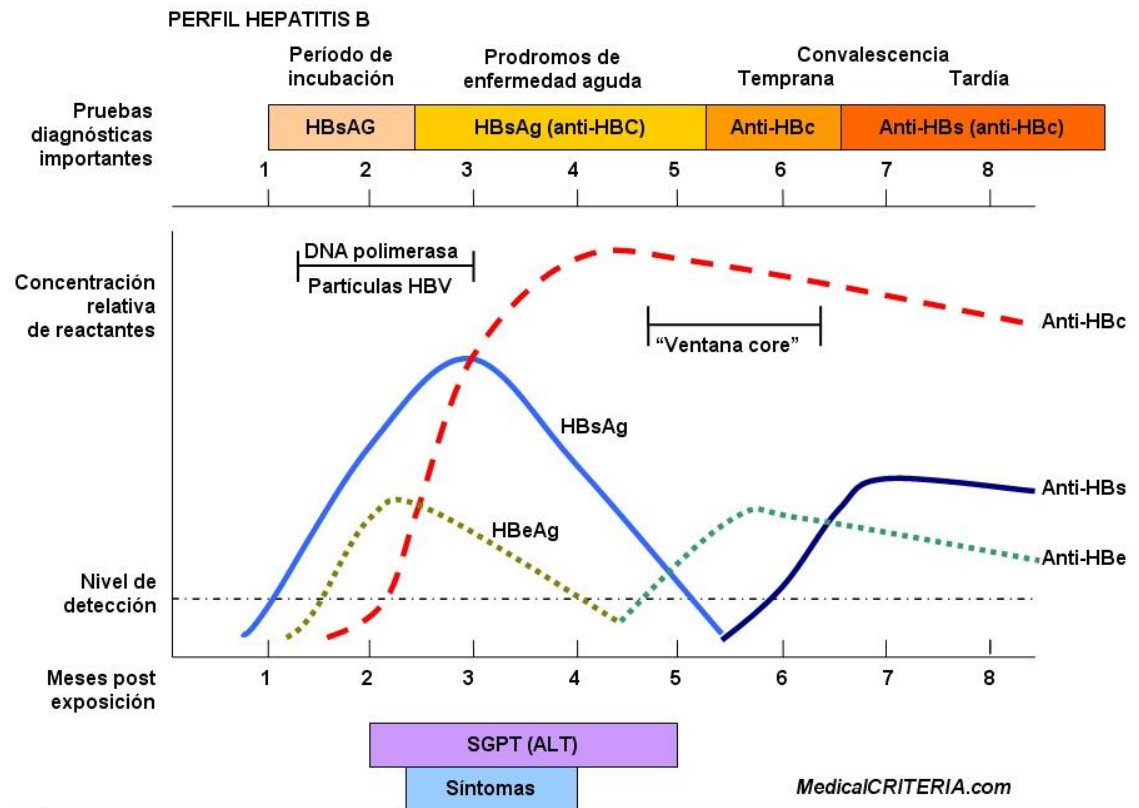 PERFIL HEPATITIS B
Período de
incubación
Prodromos de
enfermedad aguda
Convalescencia
Temprana
Tardía
Pruebas
diagnósticas
importantes
HBsAG
HBsAg (anti-HBC)
Anti-HBc
Anti-HBs (anti-HBc)
1 2 3 4 5 6 7 8
Concentración
relativa
de reactantes
DNA polimerasa
Partículas HBV
"Ventana core"
Anti-HBc
HBsAg
HBeAg
Anti-HBs
Anti-HBe
Nivel de
detección
Meses post
exposición
1 2 3 4 5 6 7 8
SGPT (ALT)
Síntomas
MedicalCRITERIA.com